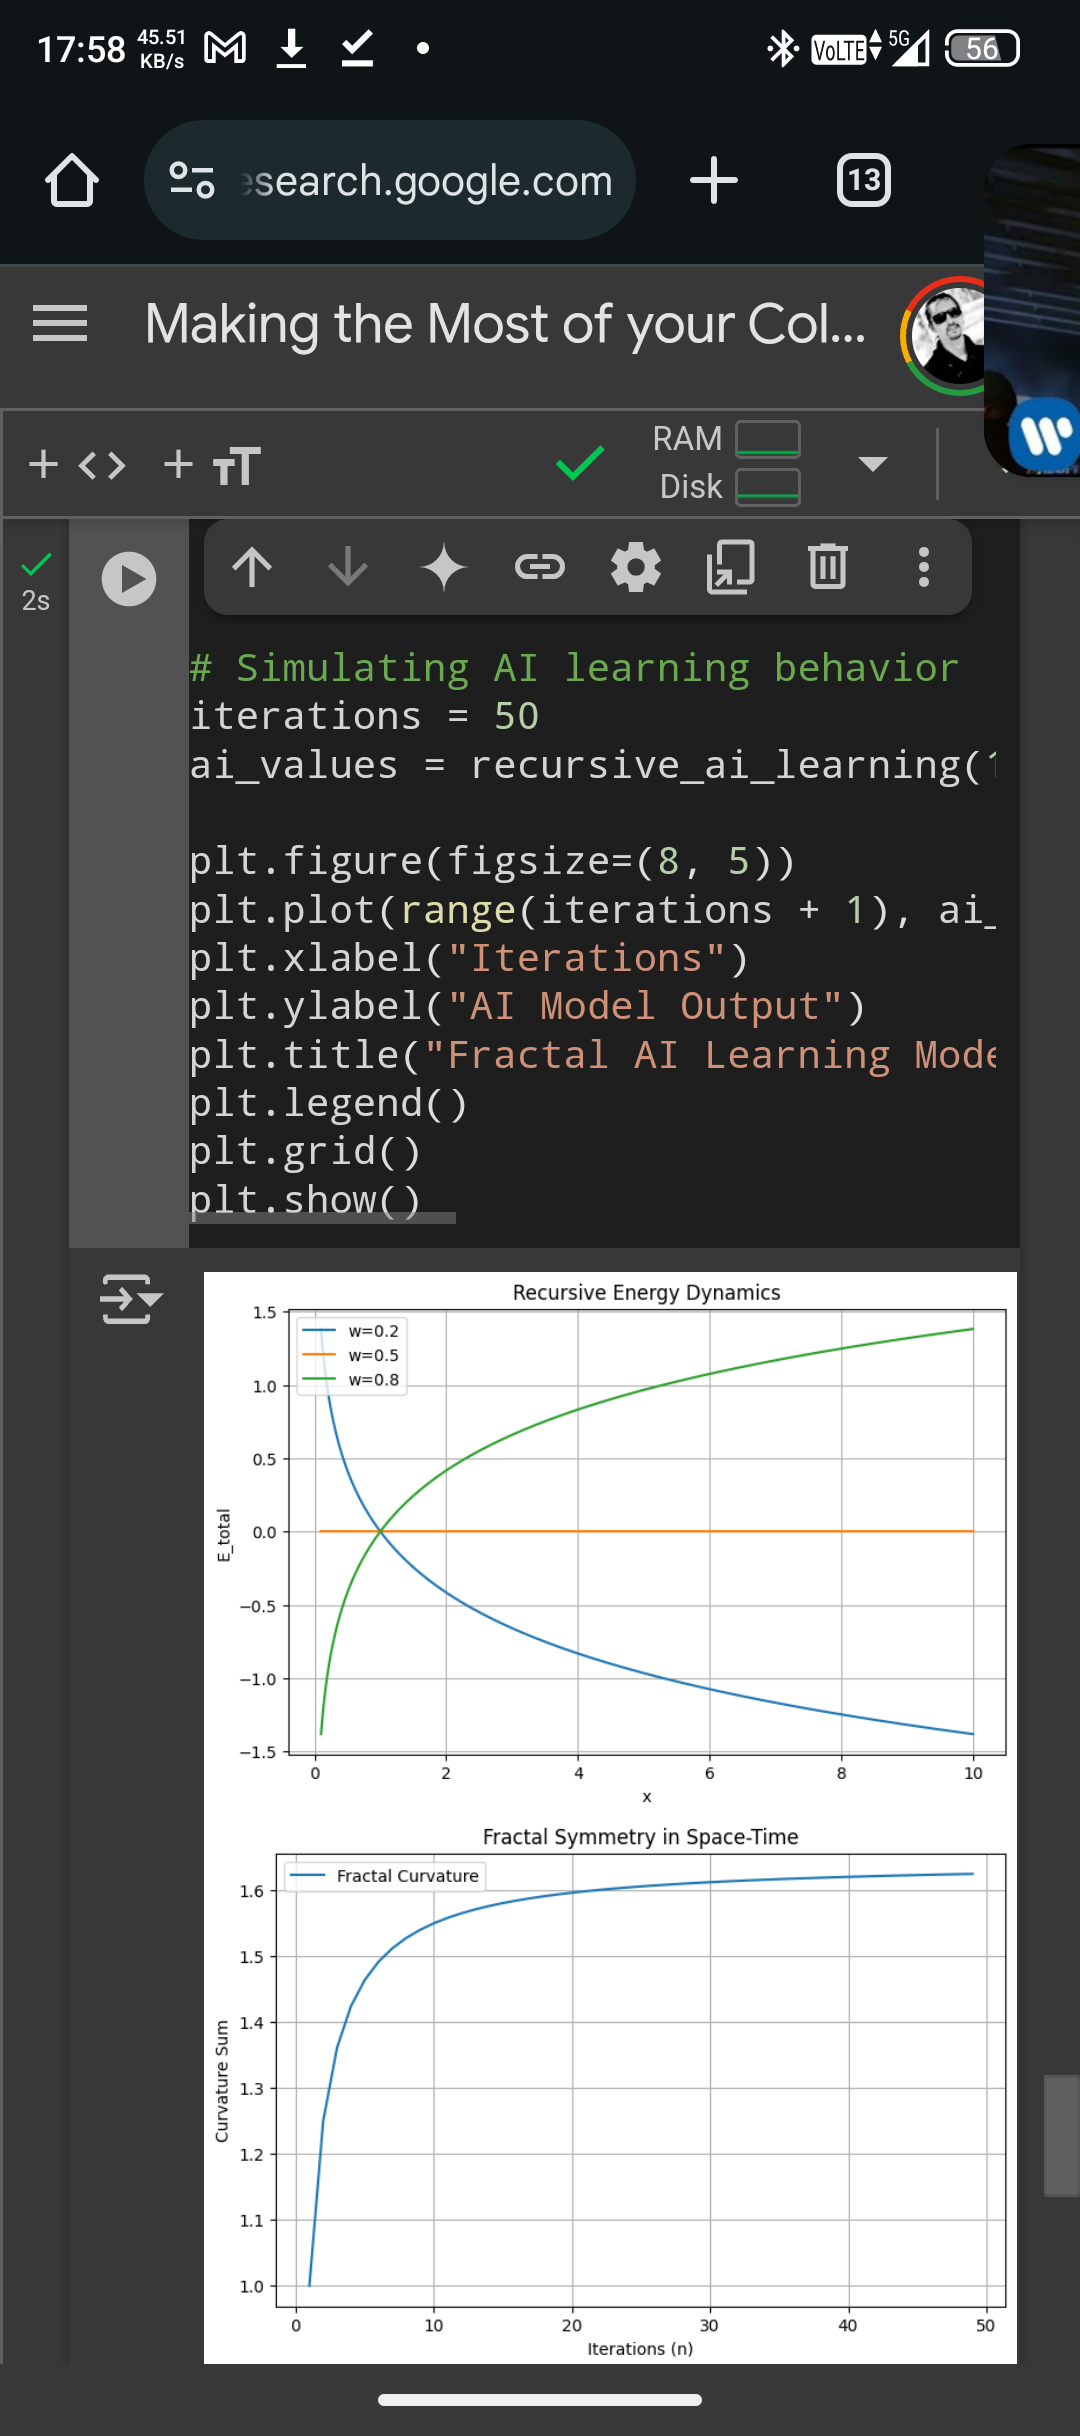 17:58
45.51
KB/s
VoLTE
5G
56
search.google.com
13
Making the Most of your Col...
RAM
Disk
2s
# Simulating AI learning behavior
iterations = 50
ai_values = recursive_ai_learning(1
plt.figure(figsize=(8, 5))
plt.plot(range(iterations + 1), ai_
plt.xlabel("Iterations")
plt.ylabel("AI Model Output")
plt.title("Fractal AI Learning Mode
plt.legend()
plt.grid()
plt.show()
Recursive Energy Dynamics
w=0.2
w=0.5
w=0.8
1.5
1.0
0.5
0.0
−0.5
−1.0
−1.5
E_total
0 2 4 6 8 10
x
Fractal Symmetry in Space-Time
Fractal Curvature
1.6
1.5
1.4
1.3
1.2
1.1
1.0
Curvature Sum
0 10 20 30 40 50
Iterations (n)